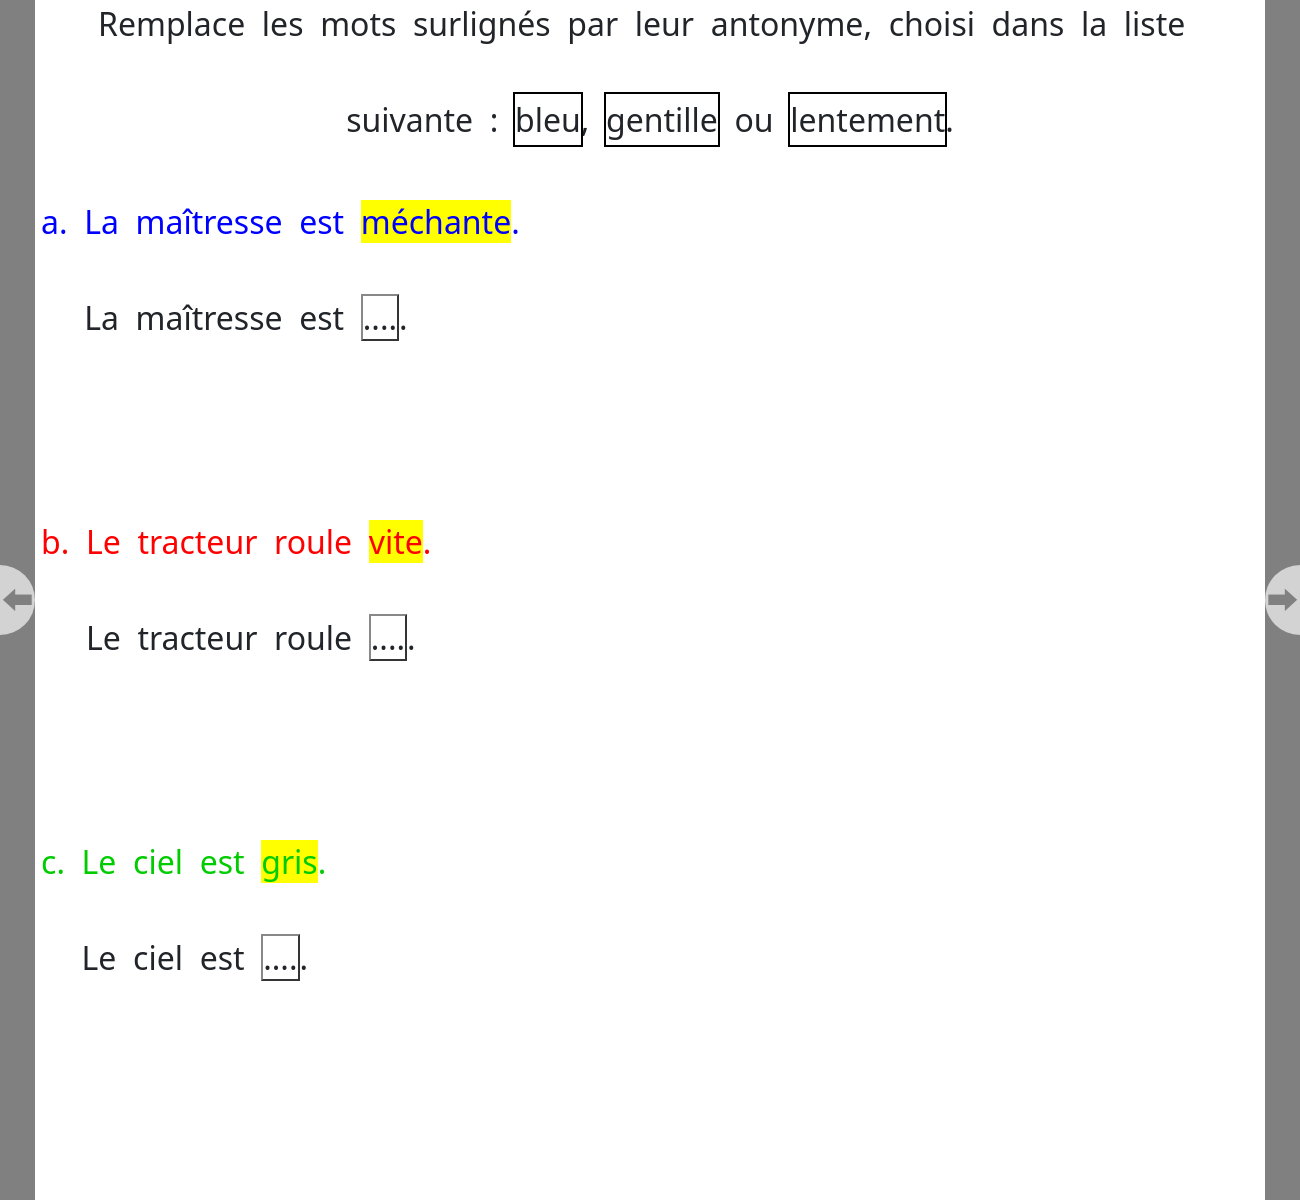 Remplace les mots surlignés par leur antonyme, choisi dans la liste
suivante : bleu, gentille ou lentement.
a. La maîtresse est méchante.
La maîtresse est .....
b. Le tracteur roule vite.
Le tracteur roule .....
c. Le ciel est gris.
Le ciel est .....